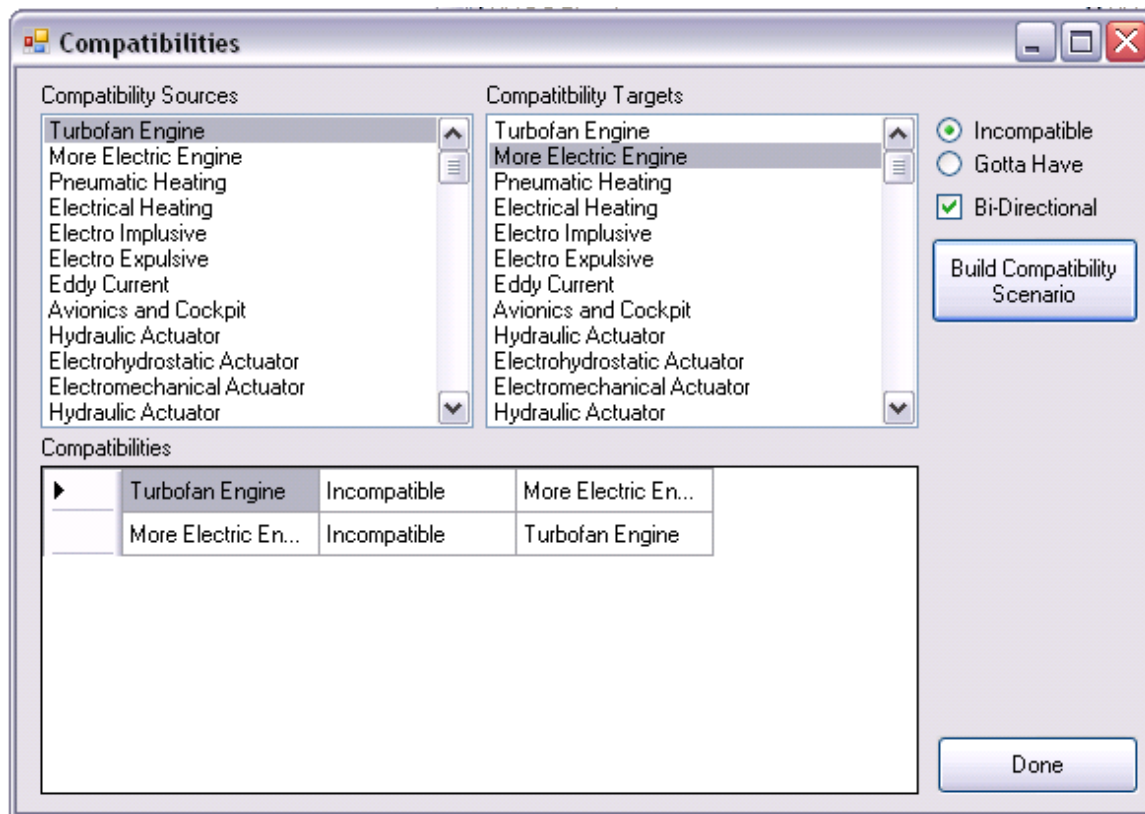 Compatibilities
Compatibility Sources
Compatitbility Targets
Turbofan Engine
More Electric Engine
Pneumatic Heating
Electrical Heating
Electro Implusive
Electro Expulsive
Eddy Current
Avionics and Cockpit
Hydraulic Actuator
Electrohydrostatic Actuator
Electromechanical Actuator
Hydraulic Actuator
Turbofan Engine
More Electric Engine
Pneumatic Heating
Electrical Heating
Electro Implusive
Electro Expulsive
Eddy Current
Avionics and Cockpit
Hydraulic Actuator
Electrohydrostatic Actuator
Electromechanical Actuator
Hydraulic Actuator
Incompatible
Gotta Have
Bi-Directional
Build Compatibility
Scenario
Compatibilities
Turbofan Engine Incompatible More Electric En...
More Electric En... Incompatible Turbofan Engine
Done